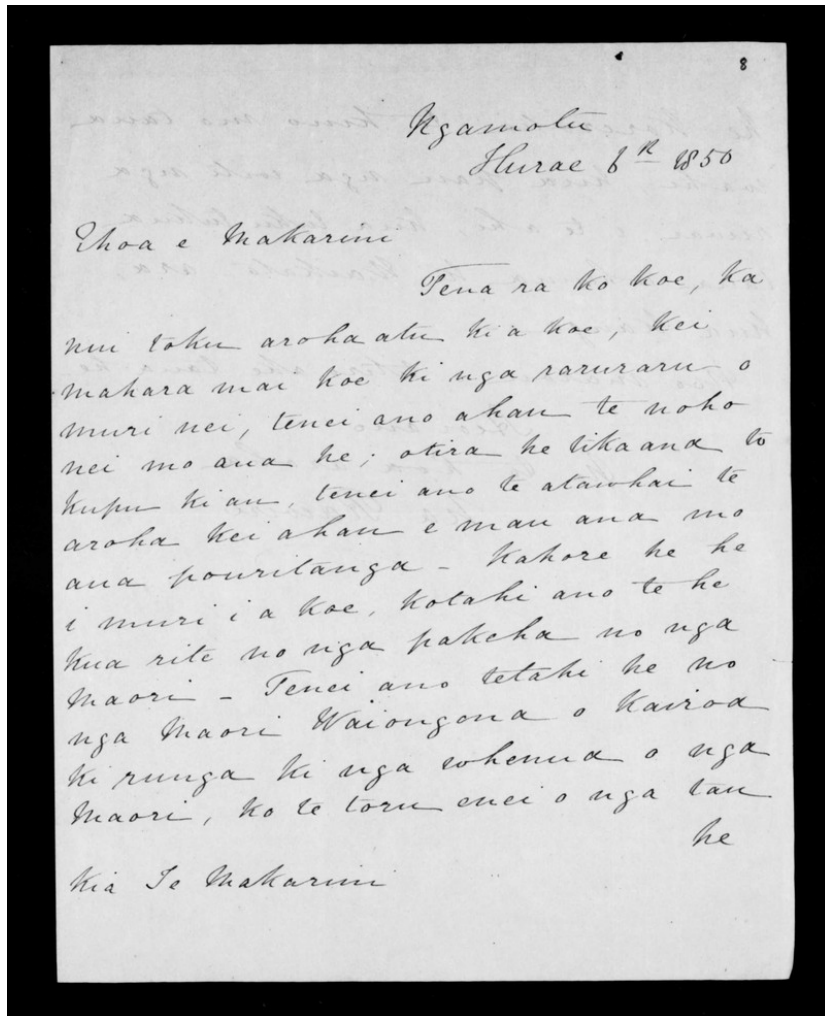 8
Ngamotu
Hurae 6th 1850
Ehoa e Makarini
Tena ra ko koe, ka
nui toku aroha atu ki a koe, kei
mahara mai koe ki nga raruraru o
muri nei, tenei ano ahau te noho
nei mo ana he; otira he tika ana to
kupu ki au, tenei ano te atawhai te
aroha kei ahau e mau ana mo
ana pouritanga - Kahore he he
i muri i a koe, kotahi ano te he
kua rite no nga pakeha no nga
Maori - Tenei ano tetahi he no
nga Maori Waiongona o Kairoa
ki runga ki nga whenua o nga
Maori, ko te toru enei o nga tau
he
Kia Te Makarini